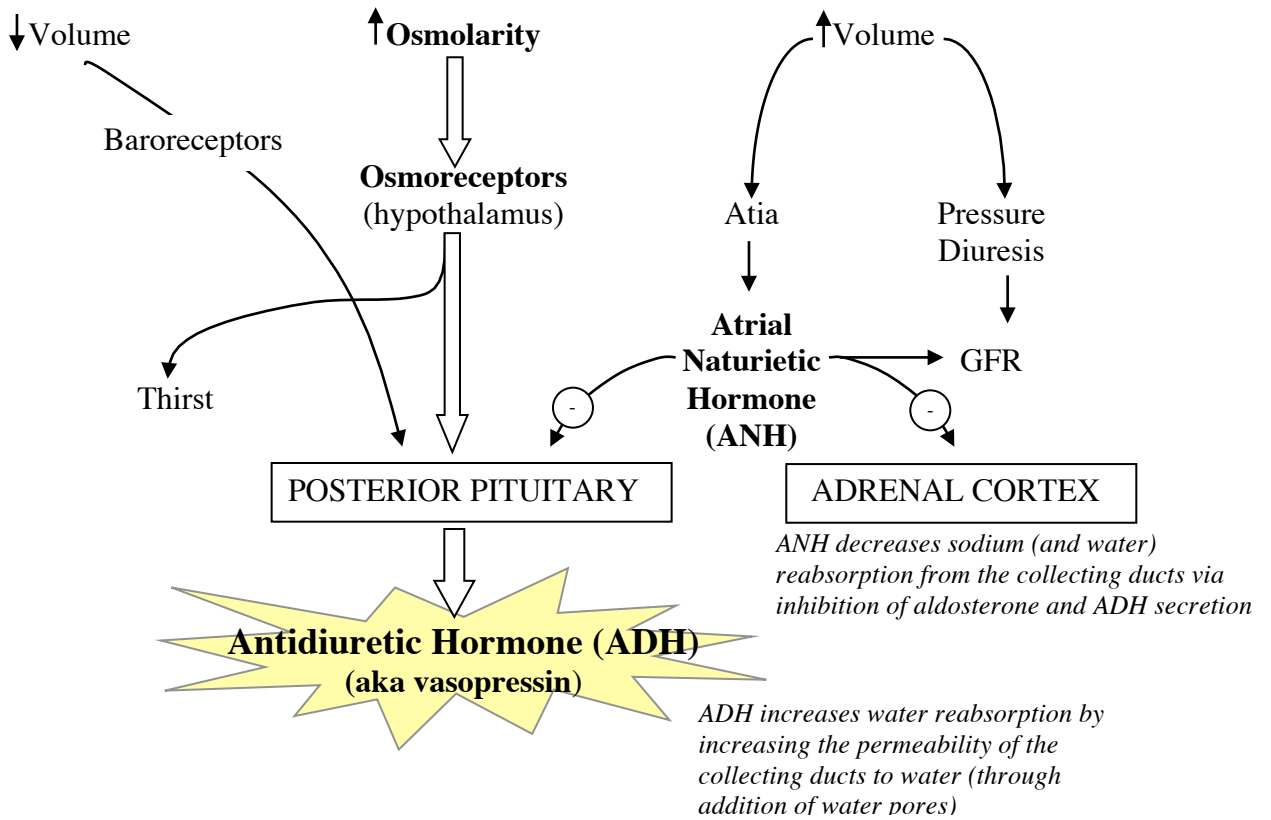 ↓Volume
↑Osmolarity
↑Volume
Baroreceptors
Osmoreceptors
(hypothalamus)
Atia
Pressure
Diuresis
Thirst
Atrial
Naturietic
Hormone
(ANH)
GFR
-
-
POSTERIOR PITUITARY
ADRENAL CORTEX
ANH decreases sodium (and water)
reabsorption from the collecting ducts via
inhibition of aldosterone and ADH secretion
Antidiuretic Hormone (ADH)
(aka vasopressin)
ADH increases water reabsorption by
increasing the permeability of the
collecting ducts to water (through
addition of water pores)